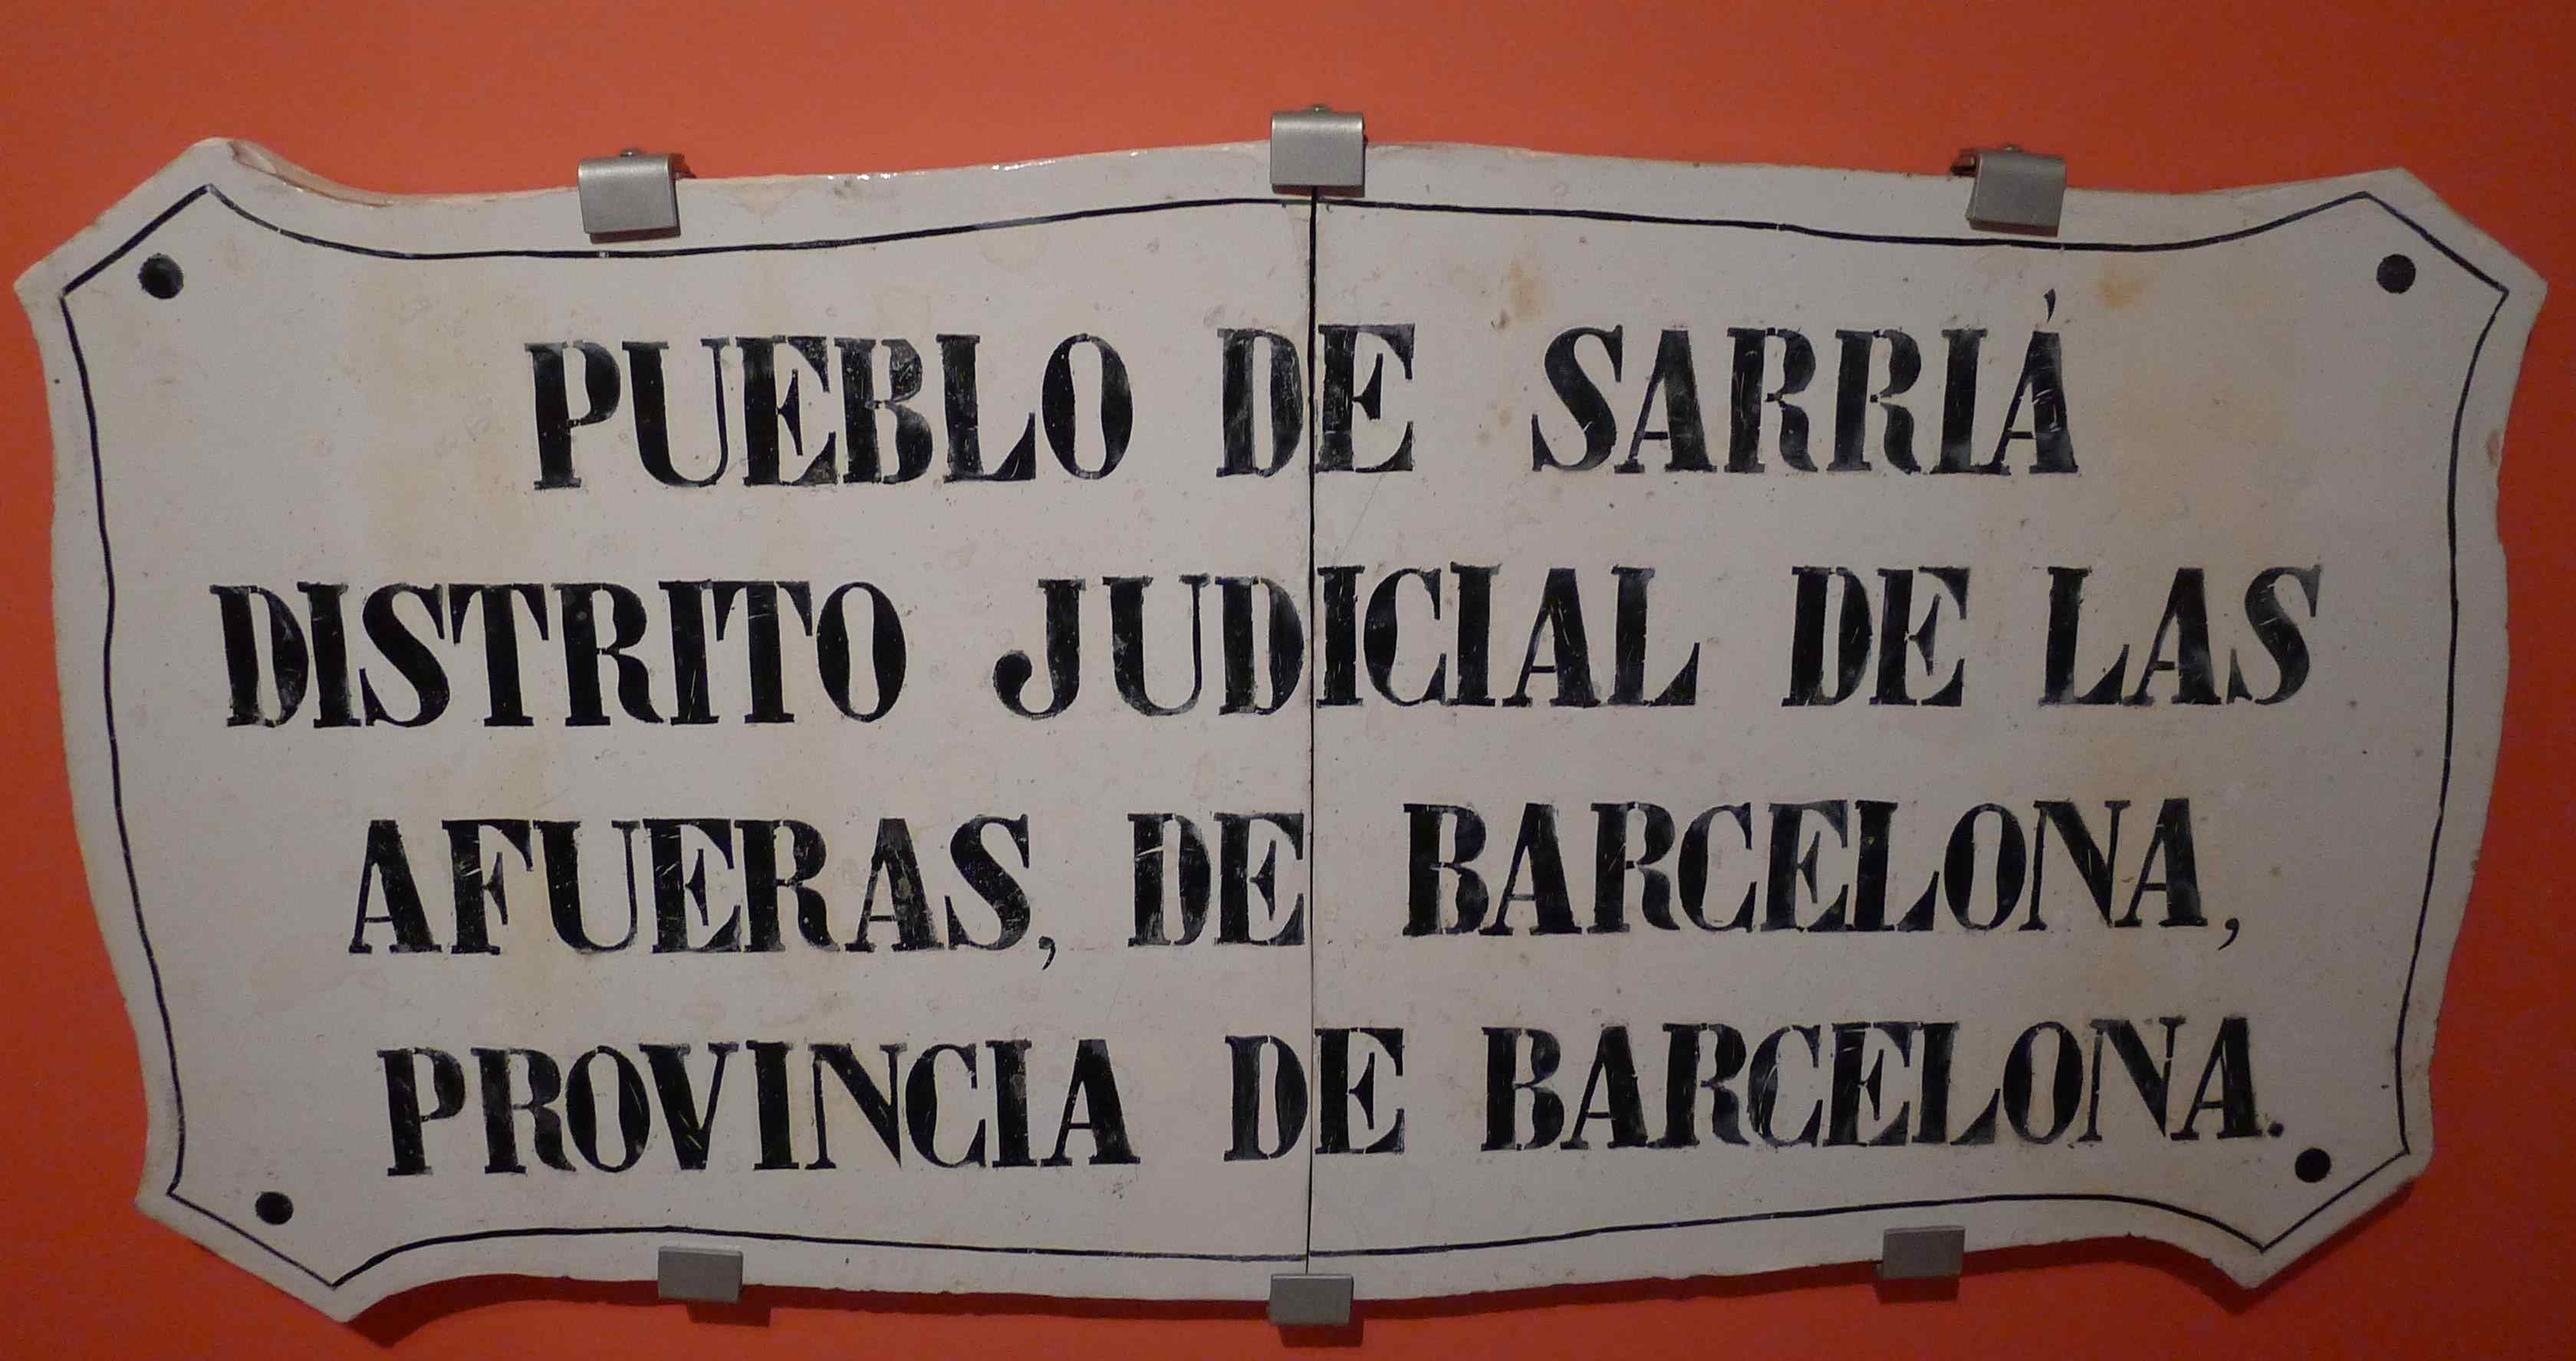 PUEBLO DE SARRIÁ
DISTRITO JUDICIAL DE LAS
AFUERAS, DE BARCELONA,
PROVINCIA DE BARCELONA.